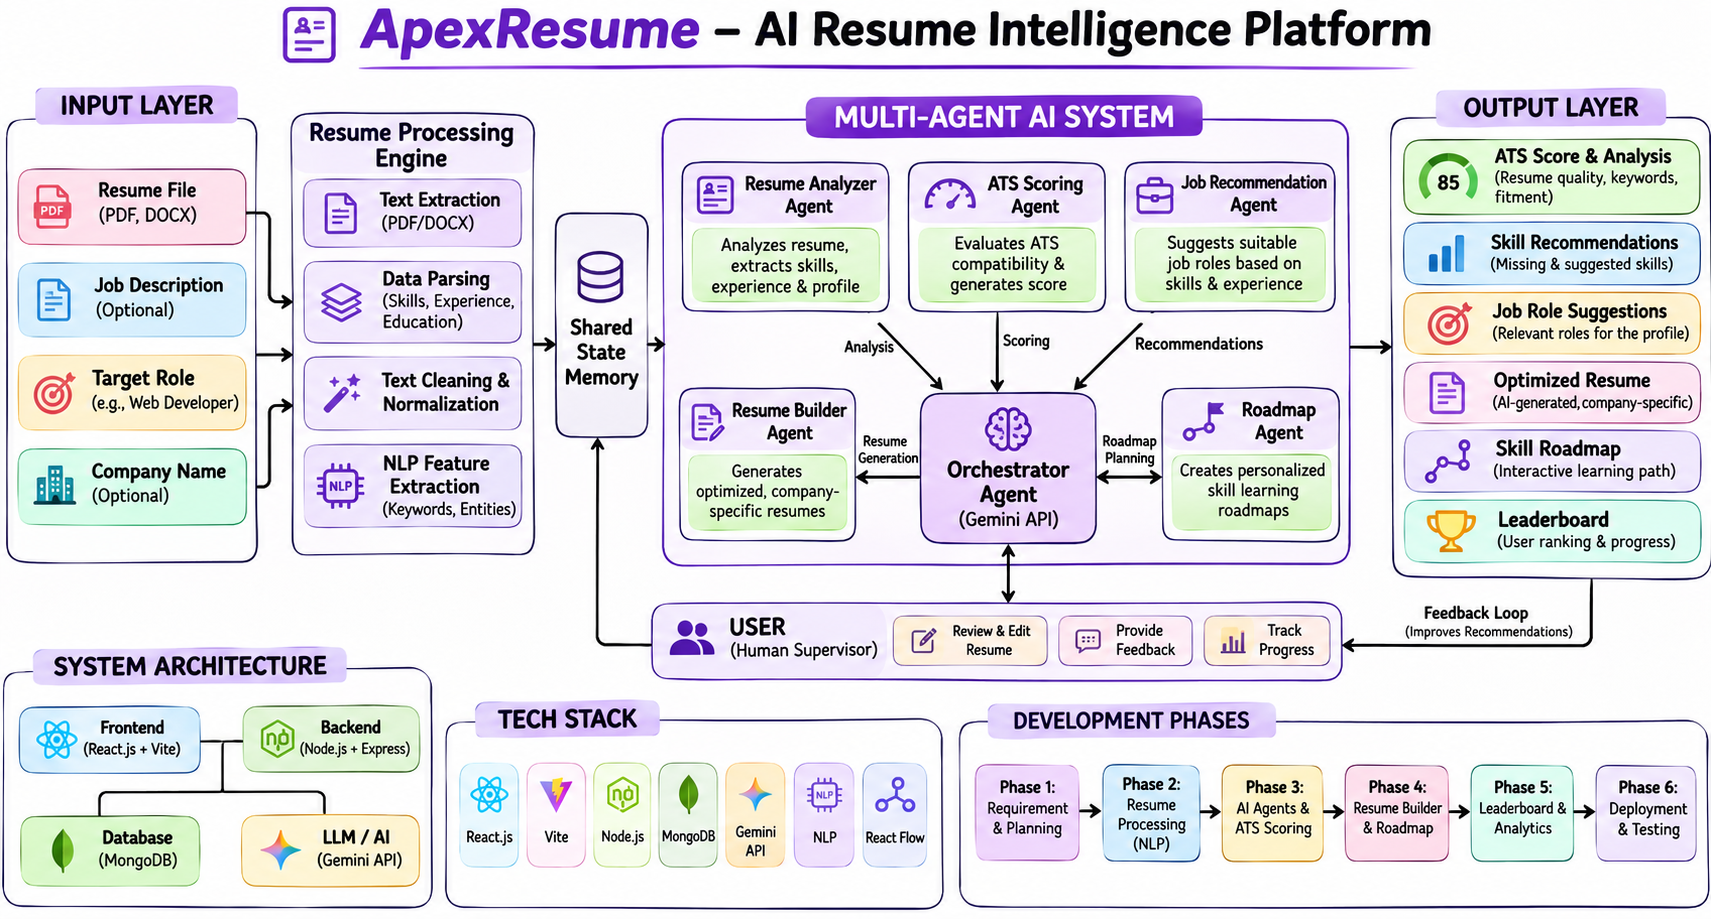 ApexResume – AI Resume Intelligence Platform
INPUT LAYER
Resume File
(PDF, DOCX)
PDF
Job Description
(Optional)
Target Role
(e.g., Web Developer)
Company Name
(Optional)
Resume Processing
Engine
Text Extraction
(PDF/DOCX)
Data Parsing
(Skills, Experience,
Education)
Text Cleaning &
Normalization
NLP
NLP Feature
Extraction
(Keywords, Entities)
Shared
State
Memory
MULTI-AGENT AI SYSTEM
Resume Analyzer
Agent
Analyzes resume,
extracts skills,
experience & profile
ATS Scoring
Agent
Evaluates ATS
compatibility &
generates score
Job Recommendation
Agent
Suggests suitable
job roles based on
skills & experience
Analysis
Scoring
Recommendations
Resume Builder
Agent
Generates
optimized, company-
specific resumes
Resume
Generation
Orchestrator
Agent
(Gemini API)
Roadmap
Planning
Roadmap
Agent
Creates personalized
skill learning
roadmaps
USER
(Human Supervisor)
Review & Edit
Resume
Provide
Feedback
Track
Progress
OUTPUT LAYER
85
ATS Score & Analysis
(Resume quality, keywords,
fitment)
Skill Recommendations
(Missing & suggested skills)
Job Role Suggestions
(Relevant roles for the profile)
Optimized Resume
(AI-generated, company-specific)
Skill Roadmap
(Interactive learning path)
Leaderboard
(User ranking & progress)
Feedback Loop
(Improves Recommendations)
SYSTEM ARCHITECTURE
Frontend
(React.js + Vite)
Backend
(Node.js + Express)
Database
(MongoDB)
LLM / AI
(Gemini API)
TECH STACK
React.js
Vite
Node.js
MongoDB
Gemini
API
NLP
NLP
React Flow
DEVELOPMENT PHASES
Phase 1:
Requirement
& Planning
Phase 2:
Resume
Processing
(NLP)
Phase 3:
AI Agents &
ATS Scoring
Phase 4:
Resume Builder
& Roadmap
Phase 5:
Leaderboard &
Analytics
Phase 6:
Deployment
& Testing